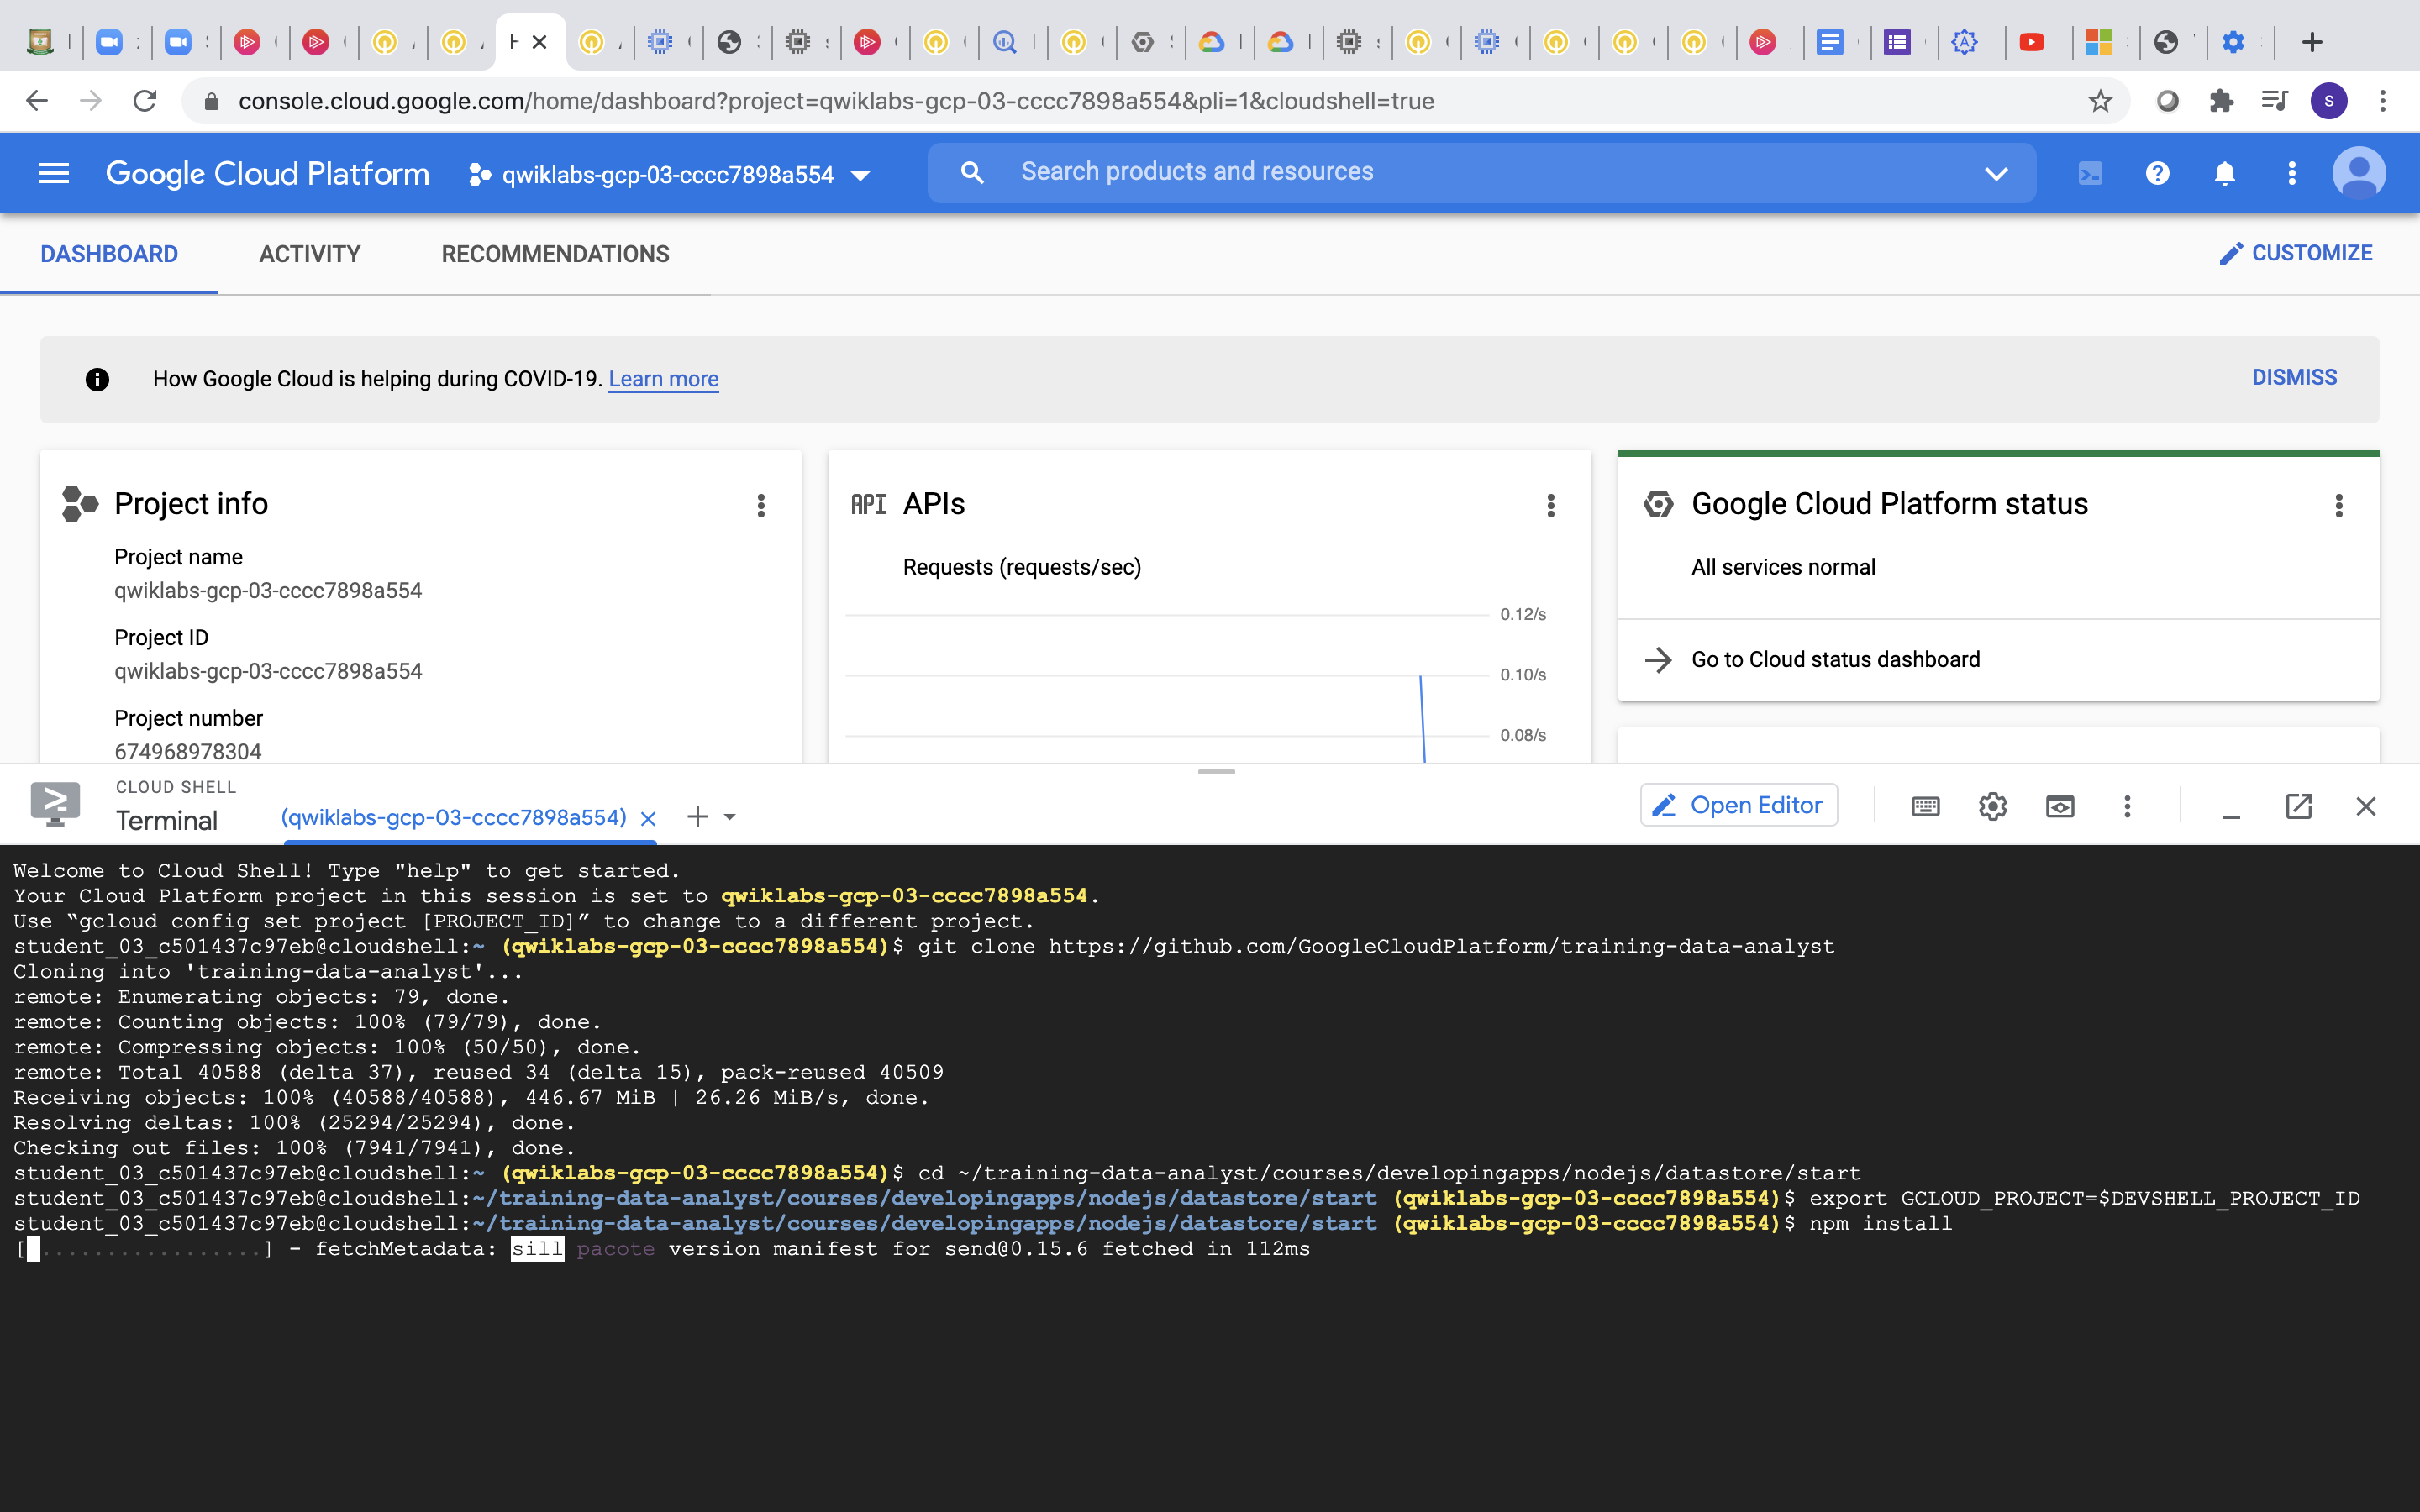 console.cloud.google.com/home/dashboard?project=qwiklabs-gcp-03-cccc7898a554&pli=1&cloudshell=true
S
Google Cloud Platform
qwiklabs-gcp-03-cccc7898a554
Search products and resources
DASHBOARD
ACTIVITY
RECOMMENDATIONS
CUSTOMIZE
How Google Cloud is helping during COVID-19. Learn more
DISMISS
Project info
Project name
qwiklabs-gcp-03-cccc7898a554
Project ID
qwiklabs-gcp-03-cccc7898a554
Project number
674968978304
API APIs
Requests (requests/sec)
0.12/s
0.10/s
0.08/s
Google Cloud Platform status
All services normal
Go to Cloud status dashboard
CLOUD SHELL
Terminal
(qwiklabs-gcp-03-cccc7898a554)
Open Editor
Welcome to Cloud Shell! Type "help" to get started.
Your Cloud Platform project in this session is set to qwiklabs-gcp-03-cccc7898a554.
Use “gcloud config set project [PROJECT_ID]” to change to a different project.
student_03_c501437c97eb@cloudshell:~ (qwiklabs-gcp-03-cccc7898a554)$ git clone https://github.com/GoogleCloudPlatform/training-data-analyst
Cloning into 'training-data-analyst'...
remote: Enumerating objects: 79, done.
remote: Counting objects: 100% (79/79), done.
remote: Compressing objects: 100% (50/50), done.
remote: Total 40588 (delta 37), reused 34 (delta 15), pack-reused 40509
Receiving objects: 100% (40588/40588), 446.67 MiB | 26.26 MiB/s, done.
Resolving deltas: 100% (25294/25294), done.
Checking out files: 100% (7941/7941), done.
student_03_c501437c97eb@cloudshell:~ (qwiklabs-gcp-03-cccc7898a554)$ cd ~/training-data-analyst/courses/developingapps/nodejs/datastore/start
student_03_c501437c97eb@cloudshell:~/training-data-analyst/courses/developingapps/nodejs/datastore/start (qwiklabs-gcp-03-cccc7898a554)$ export GCLOUD_PROJECT=$DEVSHELL_PROJECT_ID
student_03_c501437c97eb@cloudshell:~/training-data-analyst/courses/developingapps/nodejs/datastore/start (qwiklabs-gcp-03-cccc7898a554)$ npm install
[ .................] - fetchMetadata: sill pacote version manifest for send@0.15.6 fetched in 112ms